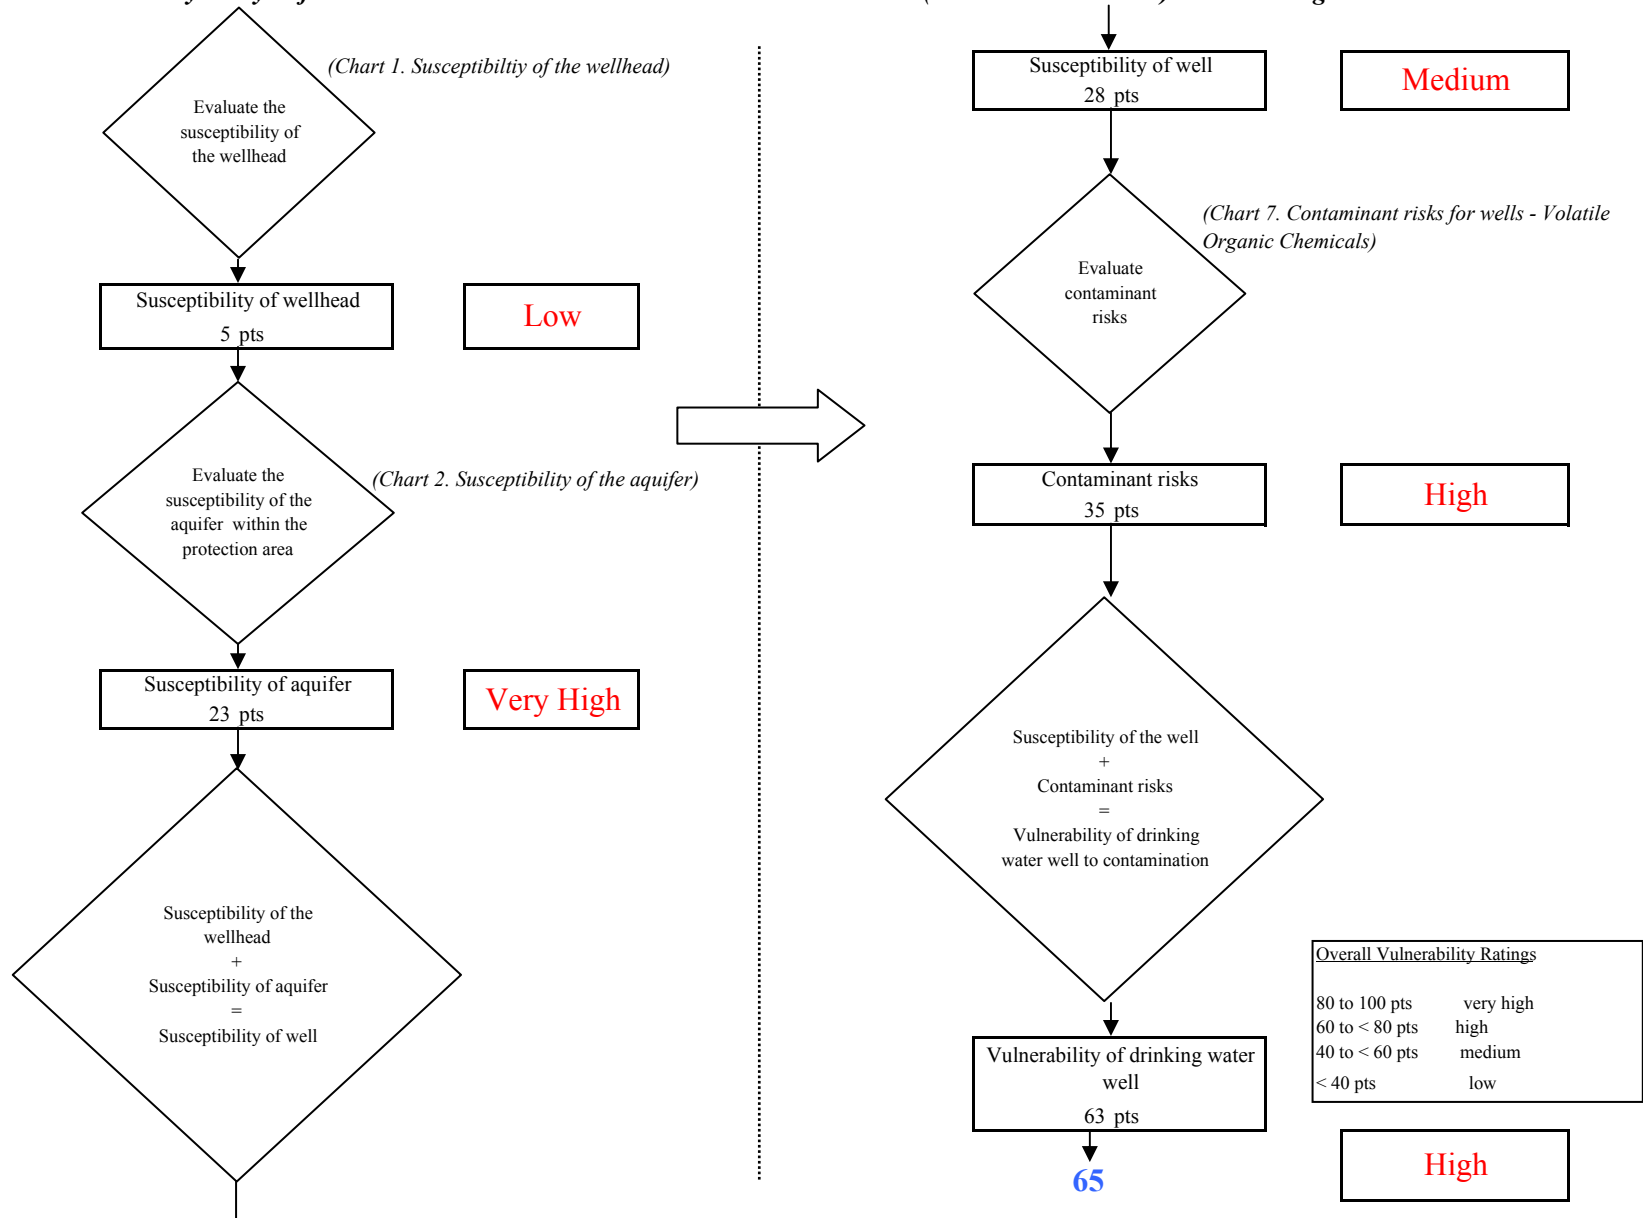 (Chart 1. Susceptibiltiy of the wellhead)
Evaluate the
susceptibility of
the wellhead
Susceptibility of wellhead
5 pts
Low
Evaluate the
susceptibility of the
aquifer within the
protection area
(Chart 2. Susceptibility of the aquifer)
Susceptibility of aquifer
23 pts
Very High
Susceptibility of the
wellhead
+
Susceptibility of aquifer
=
Susceptibility of well
Susceptibility of well
28 pts
Medium
(Chart 7. Contaminant risks for wells - Volatile
Organic Chemicals)
Evaluate
contaminant
risks
Contaminant risks
35 pts
High
Susceptibility of the well
+
Contaminant risks
=
Vulnerability of drinking
water well to contamination
Overall Vulnerability Ratings
80 to 100 pts very high
60 to < 80 pts high
40 to < 60 pts medium
< 40 pts low
Vulnerability of drinking water
well
63 pts
65
High